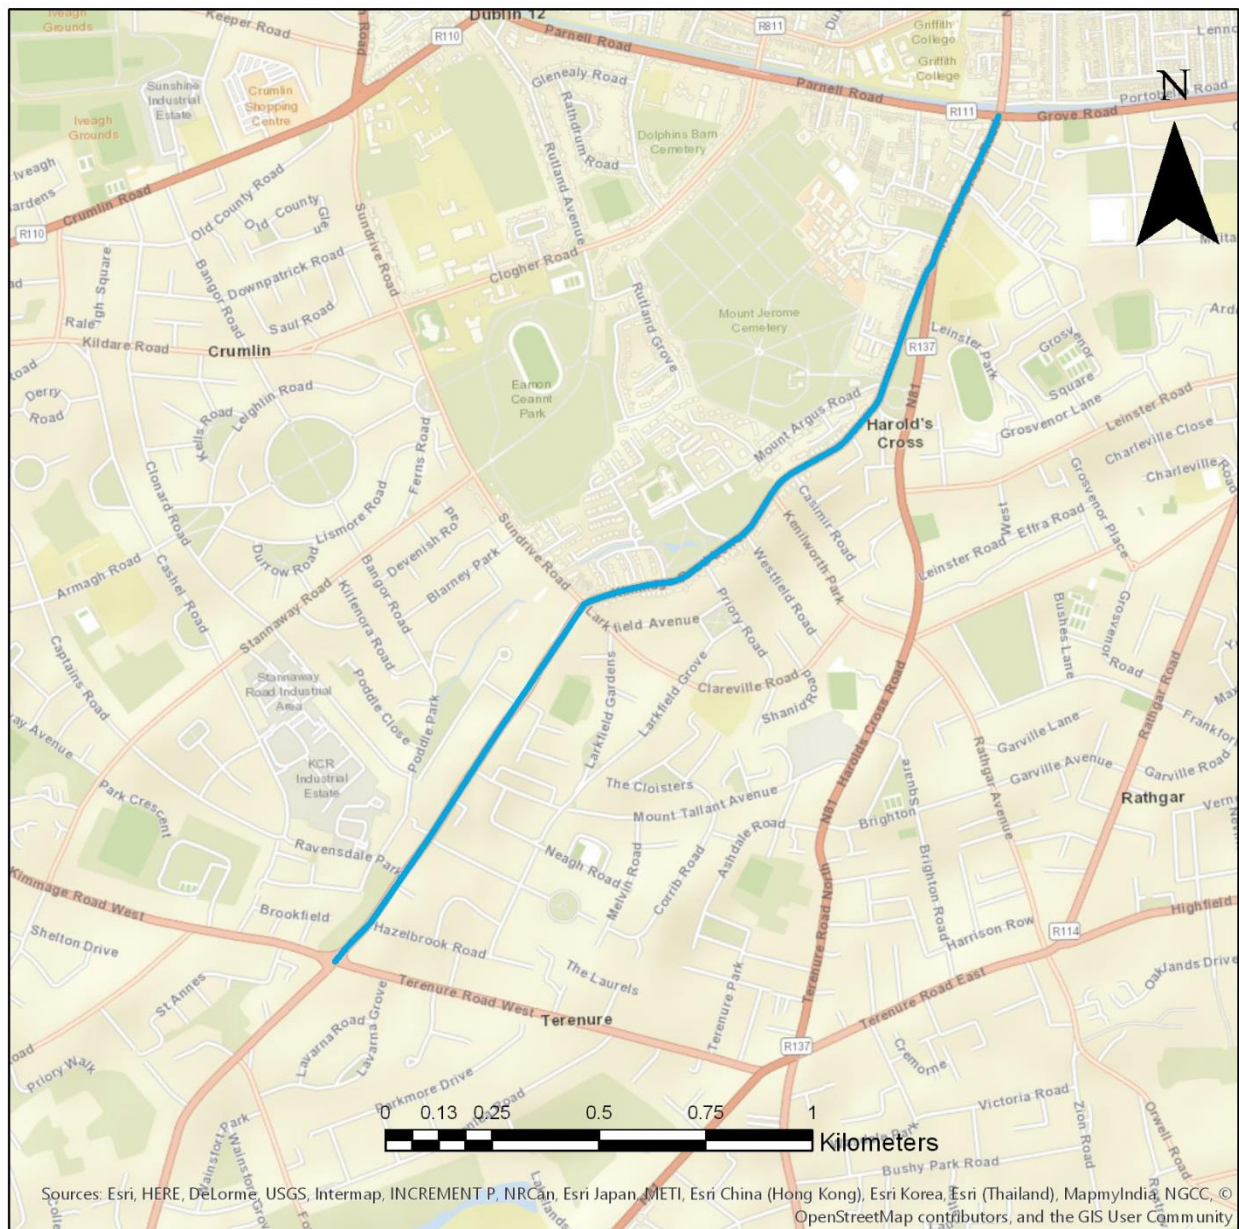 Iveagh
Grounds
Keeper Road
Dublin 12
R110
Parnell Road
R811
Griffith
College
Griffith
College
Sunshine
Industrial
Estate
Crumlin
Shopping
Centre
Glenealy Road
Rathdrum Road
Parnell Road
R111
N
Portobello Road
Grove Road
Iveagh
Grounds
Dolphins Barn
Cemetery
Rutland Avenue
Iveagh
Gardens
Crumlin Road
R110
Old County Road
Old County
Sundrive Road
Clogher Road
Bangor Road
Downpatrick Road
Saul Road
Rutland Grove
Mount Jerome
Cemetery
Leinster Park
R137
N81
Grosvenor
Square
Kildare Road
Crumlin
Eamon
Ceannt
Park
Derry
Road
Kells Road
Leighlin Road
Mount Argus Road
Harold's
Cross
Grosvenor Lane
Leinster Road
Charleville Close
Charleville Road
Clonard Road
Ferns Road
Lismore Road
Casimir Road
Kenilworth Park
West
Effra Road
Grosvenor Place
Durrow Road
Devenish Road
Sundrive Road
Armagh Road
Cashel Road
Bangor Road
Blarney Park
Westfield Road
Leinster Road
Stannaway Road
Kilfenora Road
Larkfield Avenue
Priory Road
Bushes Lane
Grosvenor Road
Captains Road
Stannaway
Road Industrial
Area
Poddle Close
Poddle Park
Larkfield Gardens
Larkfield Grove
Clareville Road
Shanid Road
N81 Harolds Cross Road
Rathgar Road
Garville Lane
Garville Avenue
Garville Road
Rathgar Avenue
KCR
Industrial
Estate
Park Crescent
The Cloisters
Mount Tallant Avenue
Brighton
Square
Rathgar
Ravensdale Park
Neagh Road
Melvin Road
Corrib Road
Ashdale Road
Brighton Road
Kimmage Road West
Brookfield
Shelton Drive
Hazelbrook Road
Harrison Row
R114
Highfield
St Annes
The Laurels
Terenure Road West
Terenure
Terenure Park
Terenure Road North
Terenure Road East
Oaklands Drive
Lavarna Road
Lavarna Grove
R137
Priory Walk
Cremorne
Parkmore Drive
Victoria Road
Zion Road
Orwell Road
Wainsfort Park
Bushy Park Road
0 0.13 0.25 0.5 0.75 1
Kilometers
Sources: Esri, HERE, DeLorme, USGS, Intermap, INCREMENT P, NRCan, Esri Japan, METI, Esri China (Hong Kong), Esri Korea, Esri (Thailand), MapmyIndia, NGCC, ©
OpenStreetMap contributors, and the GIS User Community